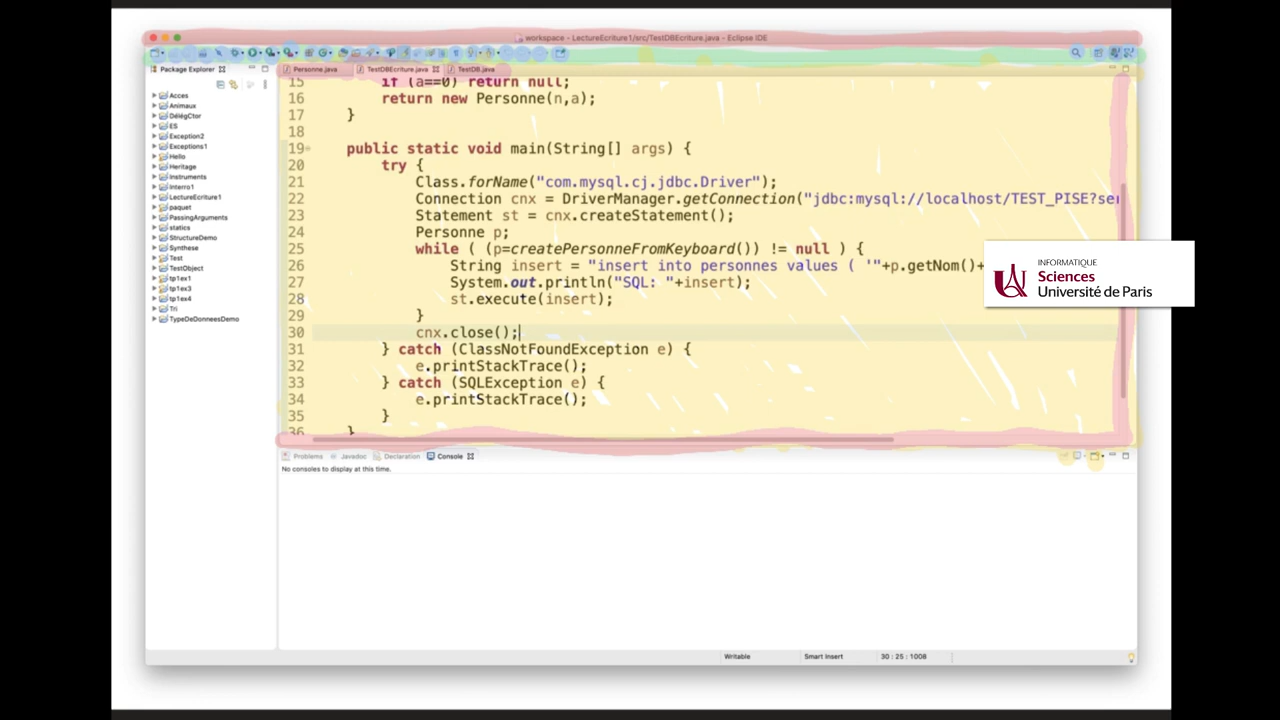 workspace - LectureEcriture1/src/TestDBEcriture.java - Eclipse IDE
Package Explorer
Personne.java
TestDBEcriture.java
TestDB.java
Acces
Animaux
DélégCtor
ES
Exception2
Exceptions1
Hello
Heritage
Instruments
Interro1
LectureEcriture1
paquet
PassingArguments
statics
StructureDemo
Synthese
Test
TestObject
tp1ex1
tp1ex3
tp1ex4
Tri
TypeDeDonneesDemo
15 if (a==0) return null;
16 return new Personne(n,a);
17 }
18
19 public static void main(String[] args) {
20 try {
21 Class.forName("com.mysql.cj.jdbc.Driver");
22 Connection cnx = DriverManager.getConnection("jdbc:mysql://localhost/TEST_PISE?se
23 Statement st = cnx.createStatement();
24 Personne p;
25 while ( (p=createPersonneFromKeyboard()) != null ) {
26 String insert = "insert into personnes values ( '"+p.getNom()+
27 System.out.println("SQL: "+insert);
28 st.execute(insert);
29 }
30 cnx.close();
31 } catch (ClassNotFoundException e) {
32 e.printStackTrace();
33 } catch (SQLException e) {
34 e.printStackTrace();
35 }
36 }
INFORMATIQUE
Sciences
Université de Paris
Problems Javadoc Declaration Console
No consoles to display at this time.
Writable Smart Insert 30 : 25 : 1008